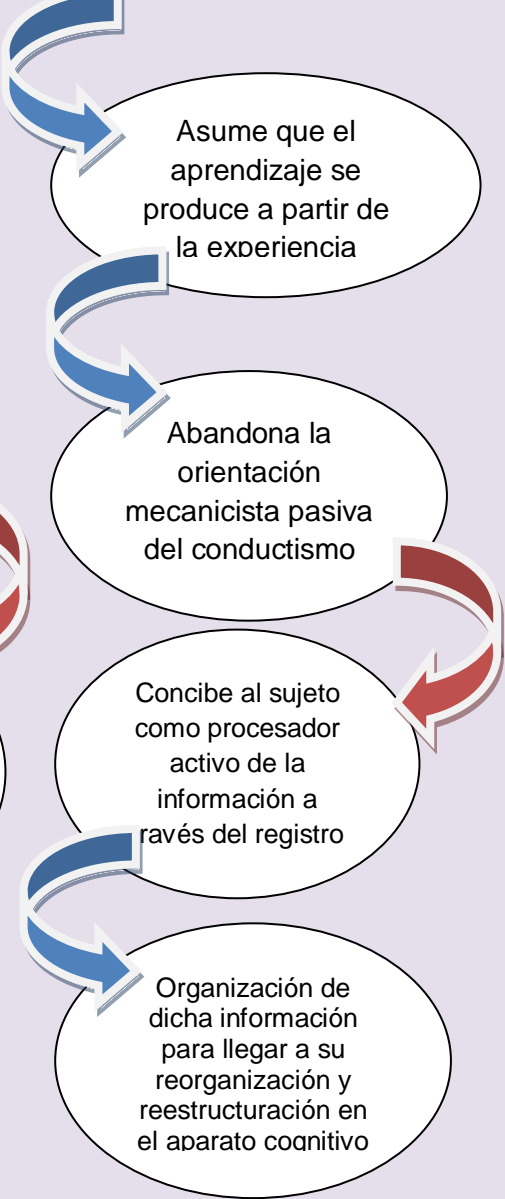 Asume que el
aprendizaje se
produce a partir de
la experiencia
Abandona la
orientación
mecanicista pasiva
del conductismo
Concibe al sujeto
como procesador
activo de la
información a
través del registro
Organización de
dicha información
para llegar a su
reorganización y
reestructuración en
el aparato cognitivo